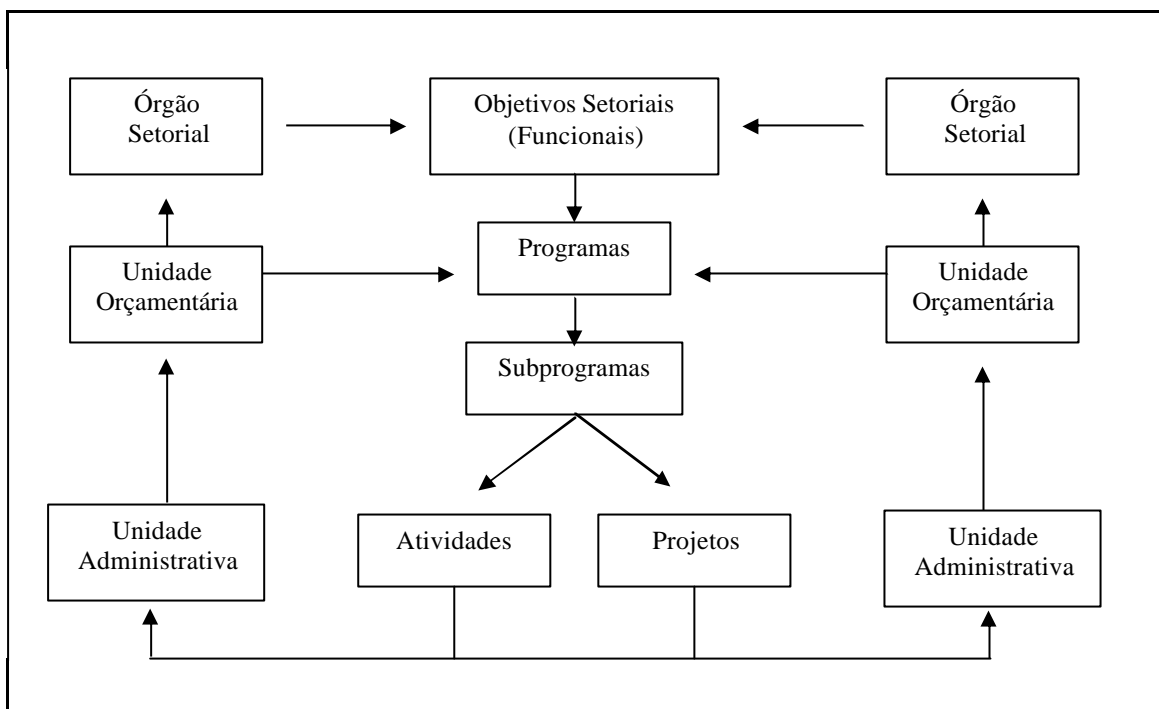 Órgão
Setorial
Objetivos Setoriais
(Funcionais)
Órgão
Setorial
Unidade
Orçamentária
Programas
Unidade
Orçamentária
Subprogramas
Unidade
Administrativa
Atividades
Projetos
Unidade
Administrativa